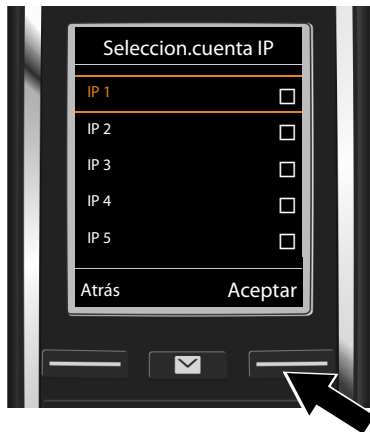 Seleccion.cuenta IP
IP 1
IP 2
IP 3
IP 4
IP 5
Atrás Aceptar